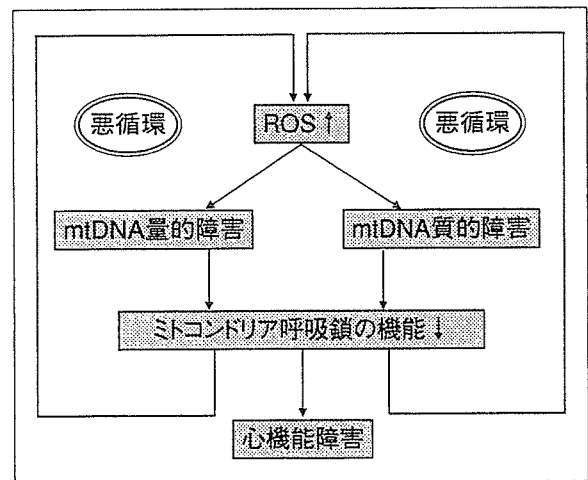 悪循環
ROS↑
悪循環
mtDNA量的障害
mtDNA質的障害
ミトコンドリア呼吸鎖の機能↓
心機能障害